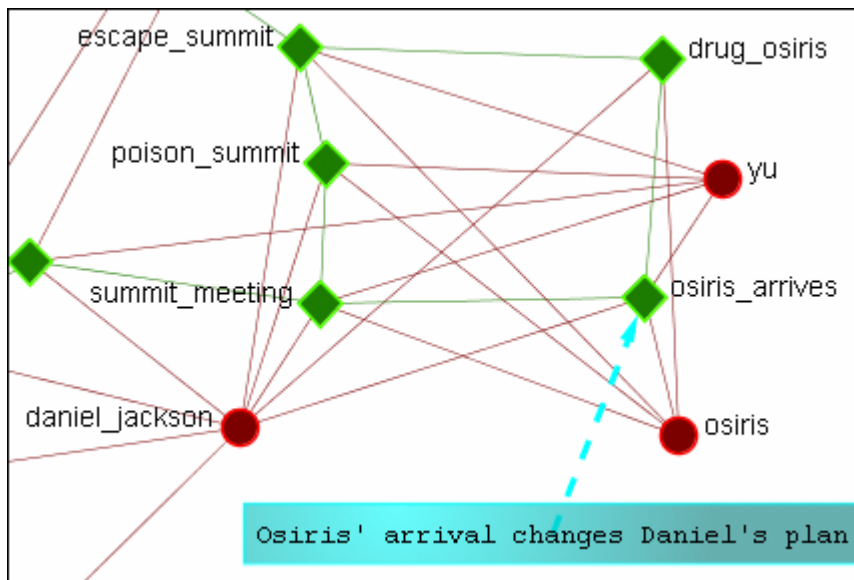 escape_summit
drug_osiris
poison_summit
yu
summit_meeting
osiris_arrives
daniel_jackson
osiris
Osiris' arrival changes Daniel's plan